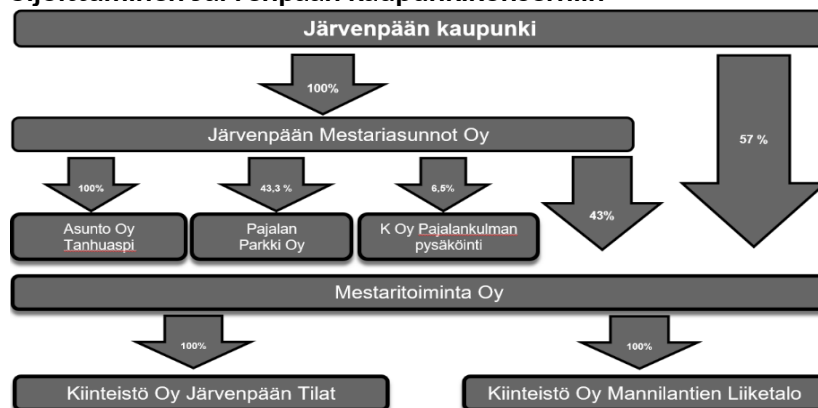 Järvenpään kaupunki
100%
57 %
Järvenpään Mestariasunnot Oy
100%
43,3 %
6,5%
43%
Asunto Oy
Tanhuaspi
Pajalan
Parkki Oy
K Oy Pajalankulman
pysäköinti
Mestaritoiminta Oy
100%
100%
Kiinteistö Oy Järvenpään Tilat
Kiinteistö Oy Mannilantien Liiketalo